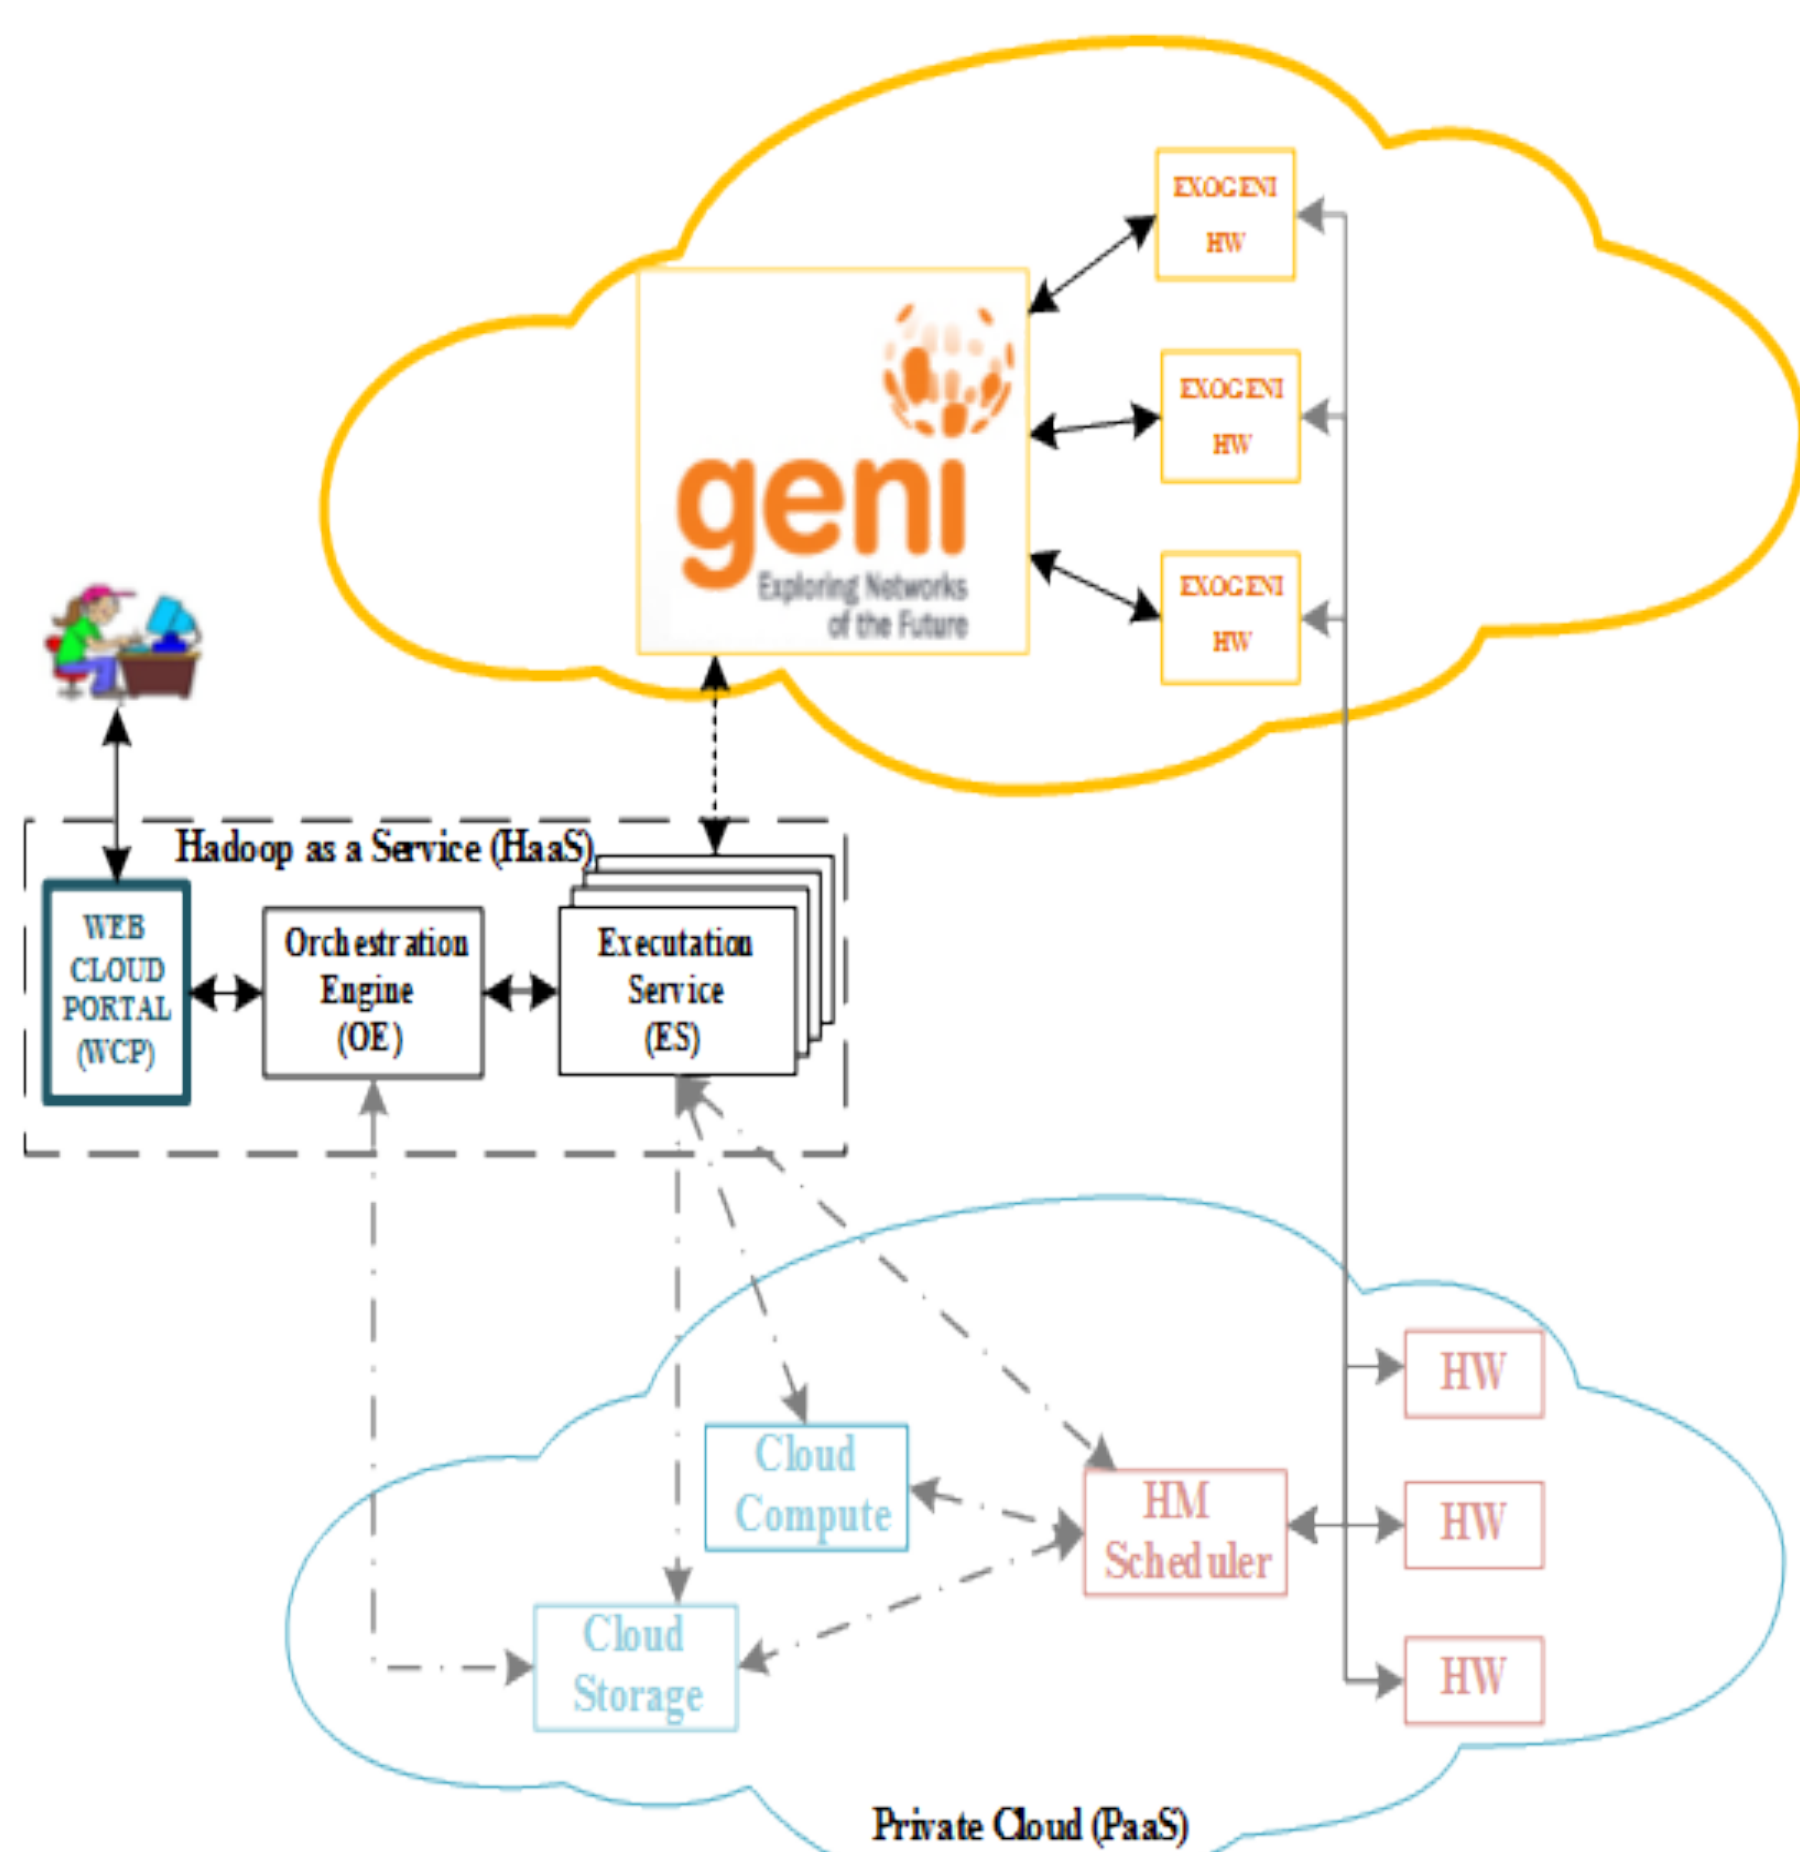 EXOGENI
HW
EXOGENI
HW
EXOGENI
HW
geni
Exploring Networks
of the Future
Hadoop as a Service (HaaS)
WEB
CLOUD
PORTAL
(WCP)
Orchestration
Engine
(OE)
Executation
Service
(ES)
Cloud
Compute
HM
Scheduler
Cloud
Storage
HW
HW
HW
Private Cloud (PaaS)